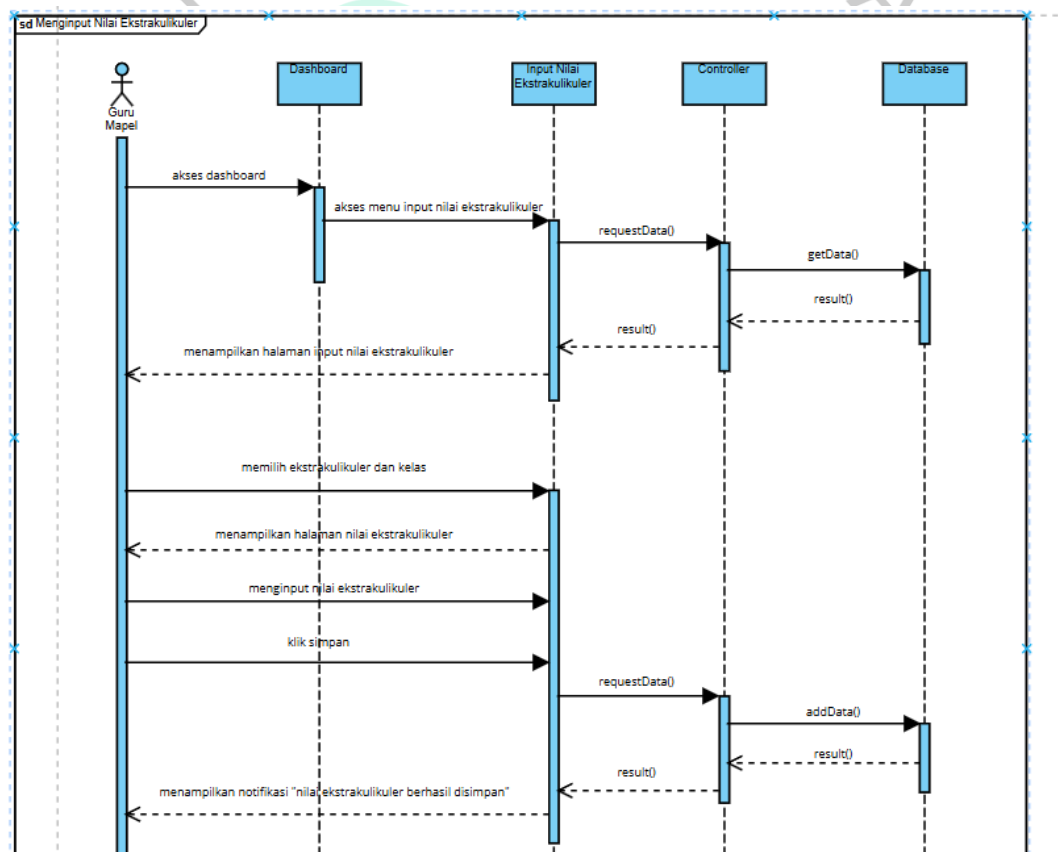 sd Menginput Nilai Ekstrakulikuler
Guru
Mapel
Dashboard
Input Nilai
Ekstrakulikuler
Controller
Database
akses dashboard
akses menu input nilai ekstrakulikuler
requestData()
getData()
result()
result()
menampilkan halaman input nilai ekstrakulikuler
memilih ekstrakulikuler dan kelas
menampilkan halaman nilai ekstrakulikuler
menginput nilai ekstrakulikuler
klik simpan
requestData()
addData()
result()
result()
menampilkan notifikasi "nilai ekstrakulikuler berhasil disimpan"